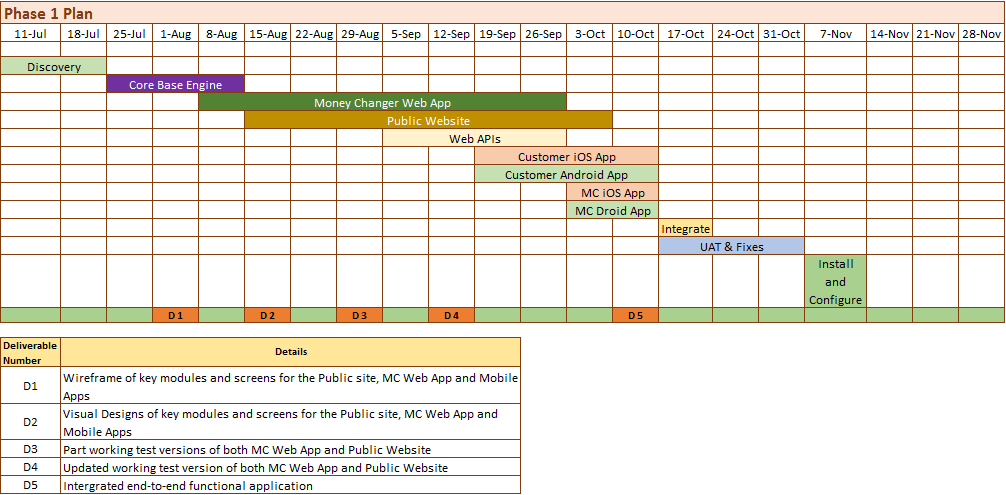 Phase 1 Plan
11-Jul 18-Jul 25-Jul 1-Aug 8-Aug 15-Aug 22-Aug 29-Aug 5-Sep 12-Sep 19-Sep 26-Sep 3-Oct 10-Oct 17-Oct 24-Oct 31-Oct 7-Nov 14-Nov 21-Nov 28-Nov
Discovery
Core Base Engine
Money Changer Web App
Public Website
Web APIs
Customer iOS App
Customer Android App
MC iOS App
MC Droid App
Integrate
UAT & Fixes
Install
and
Configure
D1 D2 D3 D4 D5
Deliverable
Number
Details
D1
Wireframe of key modules and screens for the Public site, MC Web App and Mobile
Apps
D2
Visual Designs of key modules and screens for the Public site, MC Web App and
Mobile Apps
D3 Part working test versions of both MC Web App and Public Website
D4 Updated working test version of both MC Web App and Public Website
D5 Intergrated end-to-end functional application